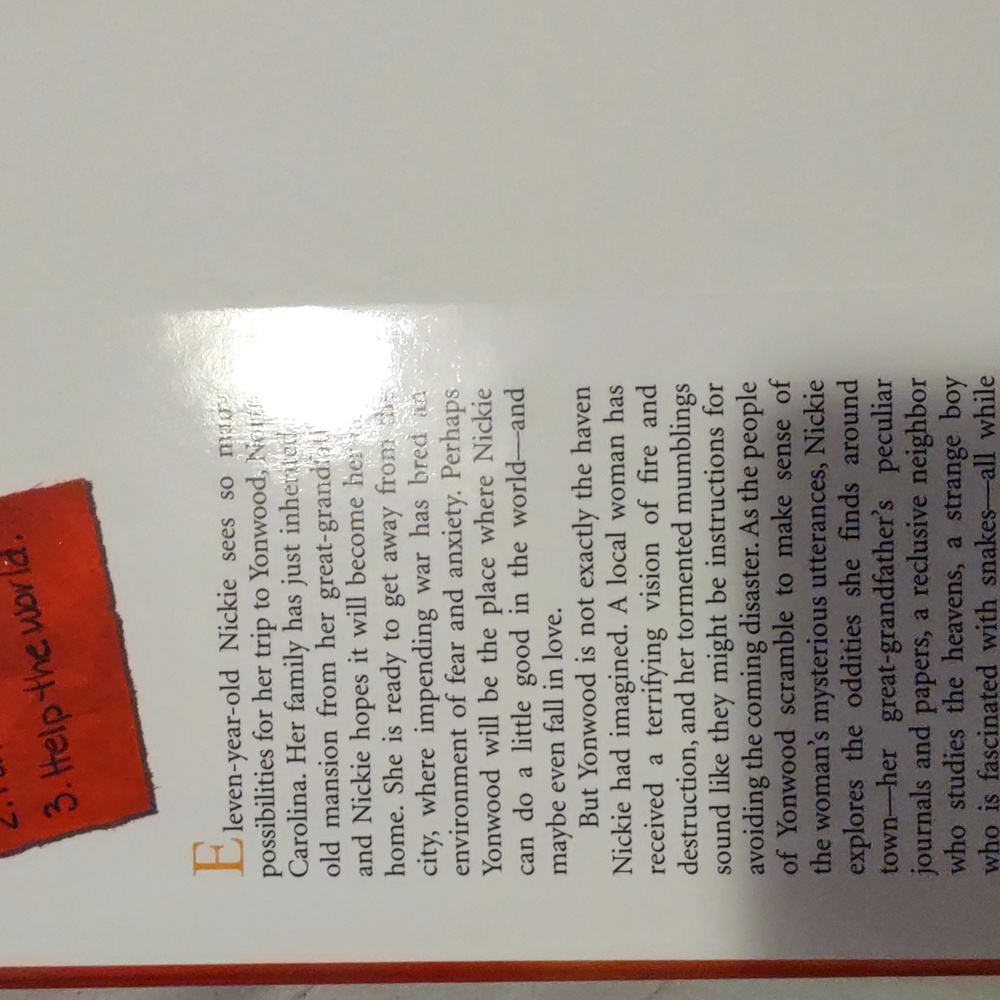 3. Help the world.
Eleven-year-old Nickie sees so
possibilities for her trip to Yonwood,
Carolina. Her family has just inherited
old mansion from her
and Nickie hopes it will become her
home. She is ready to get away from
city, where impending war has bred an
environment of fear and anxiety. Perhaps
Yonwood will be the place where Nickie
can do a little good in the world—and
maybe even fall in love.
But Yonwood is not exactly the haven
Nickie had imagined. A local woman has
received a terrifying vision of fire and
destruction, and her tormented mumblings
sound like they might be instructions for
avoiding the coming disaster. As the people
of Yonwood scramble to make sense of
the woman's mysterious utterances, Nickie
explores the oddities she finds around
town—her great-grandfather's peculiar
journals and papers, a reclusive neighbor
who studies the heavens, a strange boy
who is fascinated with snakes—all while